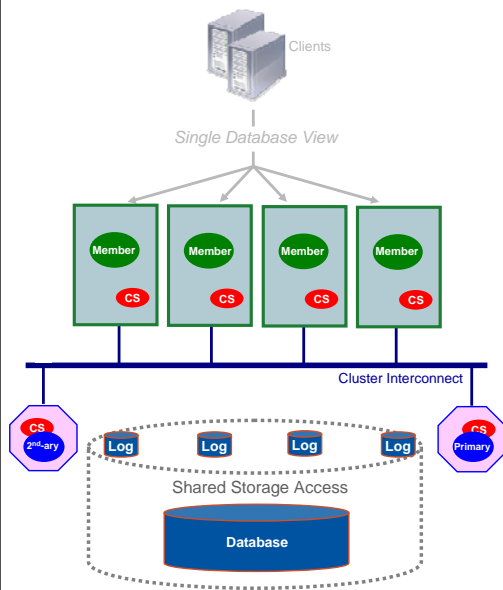 Clients
Single Database View
Member Member Member Member
CS CS CS CS
Cluster Interconnect
CS CS
2nd-ary Primary
Log Log Log Log
Shared Storage Access
Database